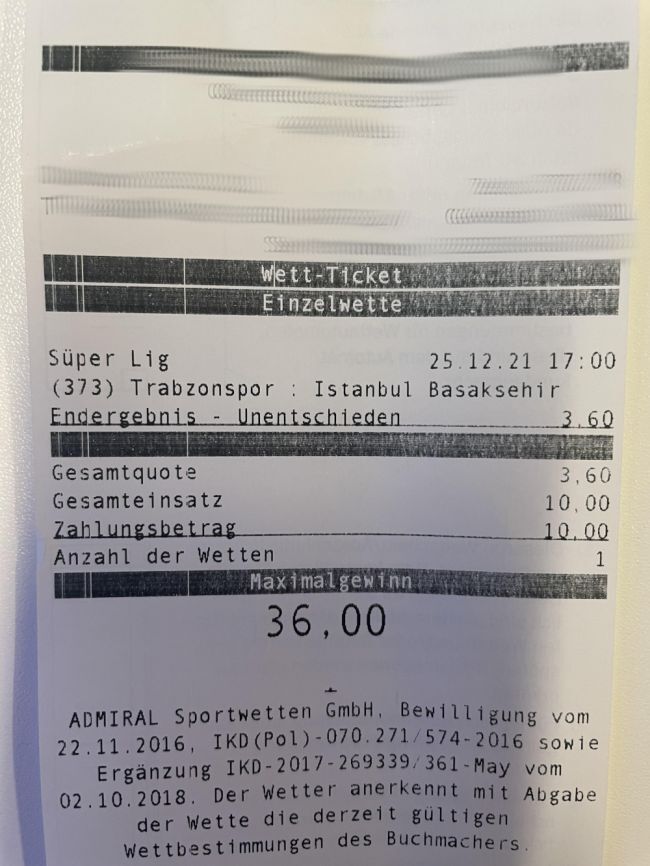 Wett-Ticket
Einzelwette
Süper Lig 25.12.21 17:00
(373) Trabzonspor : Istanbul Basaksehir
Endergebnis - Unentschieden 3,60
Gesamtquote 3,60
Gesamteinsatz 10,00
Zahlungsbetrag 10,00
Anzahl der Wetten 1
Maximalgewinn
36,00
ADMIRAL Sportwetten GmbH, Bewilligung vom
22.11.2016, IKD(Pol)-070.271/574-2016 sowie
Ergänzung IKD-2017-269339/361-May vom
02.10.2018. Der Wetter anerkennt mit Abgabe
der Wette die derzeit gültigen
Wettbestimmungen des Buchmachers.